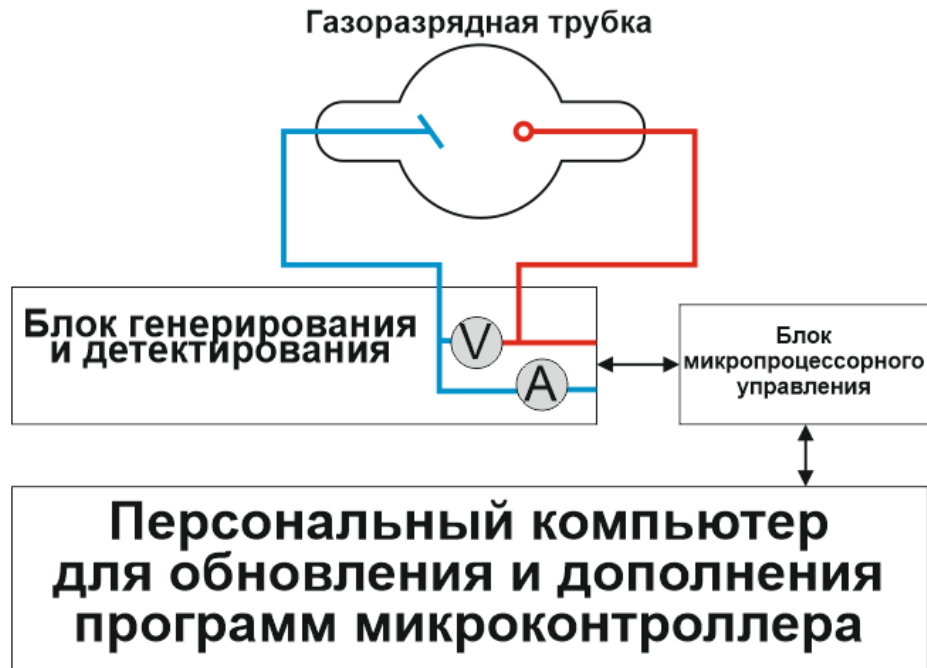 Газоразрядная трубка
Блок генерирования
и детектирования
V
A
Блок
микропроцессорного
управления
Персональный компьютер
для обновления и дополнения
программ микроконтроллера